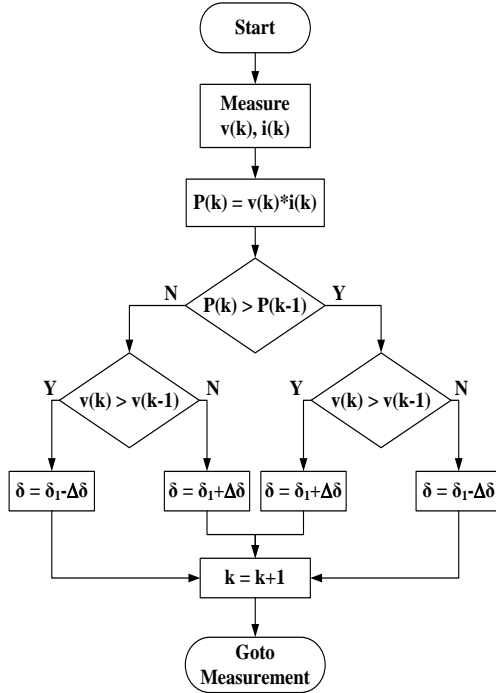 Start
Measure
v(k), i(k)
P(k) = v(k)*i(k)
N
P(k) > P(k-1)
Y
Y
v(k) > v(k-1)
N
Y
v(k) > v(k-1)
N
δ = δ₁-Δδ
δ = δ₁+Δδ
δ = δ₁+Δδ
δ = δ₁-Δδ
k = k+1
Goto
Measurement